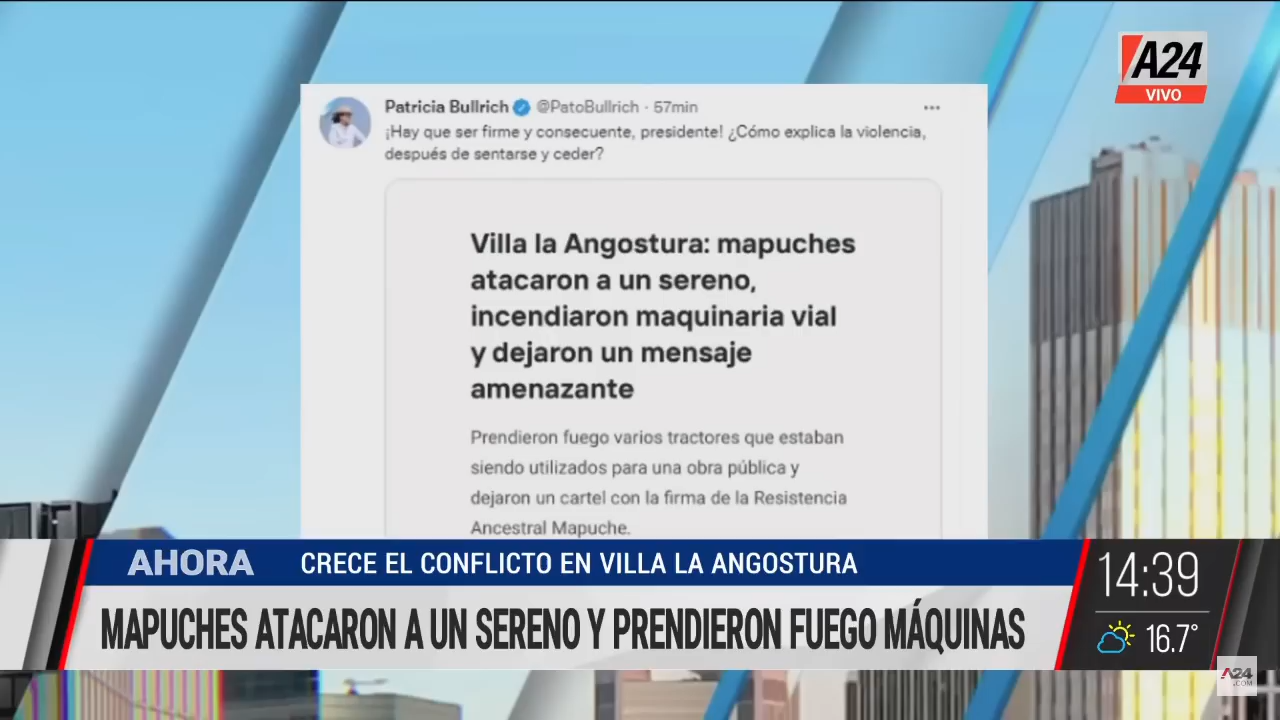 A24
VIVO
Patricia Bullrich @PatoBullrich · 57min
¡Hay que ser firme y consecuente, presidente! ¿Cómo explica la violencia,
después de sentarse y ceder?
Villa la Angostura: mapuches
atacaron a un sereno,
incendiaron maquinaria vial
y dejaron un mensaje
amenazante
Prendieron fuego varios tractores que estaban
siendo utilizados para una obra pública y
dejaron un cartel con la firma de la Resistencia
Ancestral Mapuche.
AHORA CRECE EL CONFLICTO EN VILLA LA ANGOSTURA
MAPUCHES ATACARON A UN SERENO Y PRENDIERON FUEGO MÁQUINAS
14:39
16.7°
A24
.COM